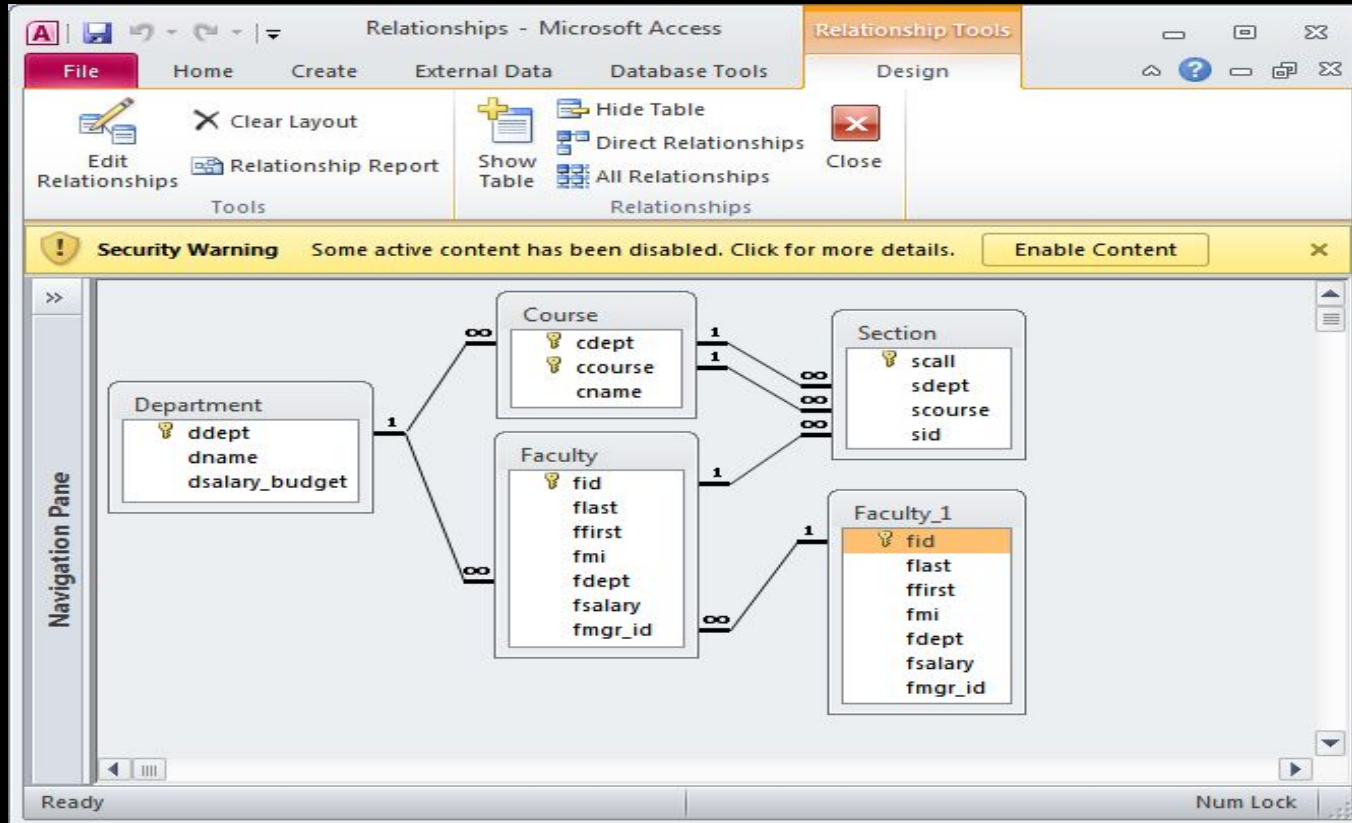 A Relationships - Microsoft Access Relationship Tools
File Home Create External Data Database Tools Design ?
Edit Relationships
Clear Layout
Relationship Report
Tools
Show Table
Hide Table
Direct Relationships
All Relationships
Relationships
Close
! Security Warning Some active content has been disabled. Click for more details. Enable Content
»
Navigation Pane
Department
ddept
dname
dsalary_budget
1
∞
∞
Course
cdept
ccourse
cname
1
1
Faculty
fid
flast
ffirst
fmi
fdept
fsalary
fmgr_id
1
∞
Section
scall
sdept
scourse
sid
∞
∞
∞
Faculty_1
fid
flast
ffirst
fmi
fdept
fsalary
fmgr_id
1
Ready Num Lock